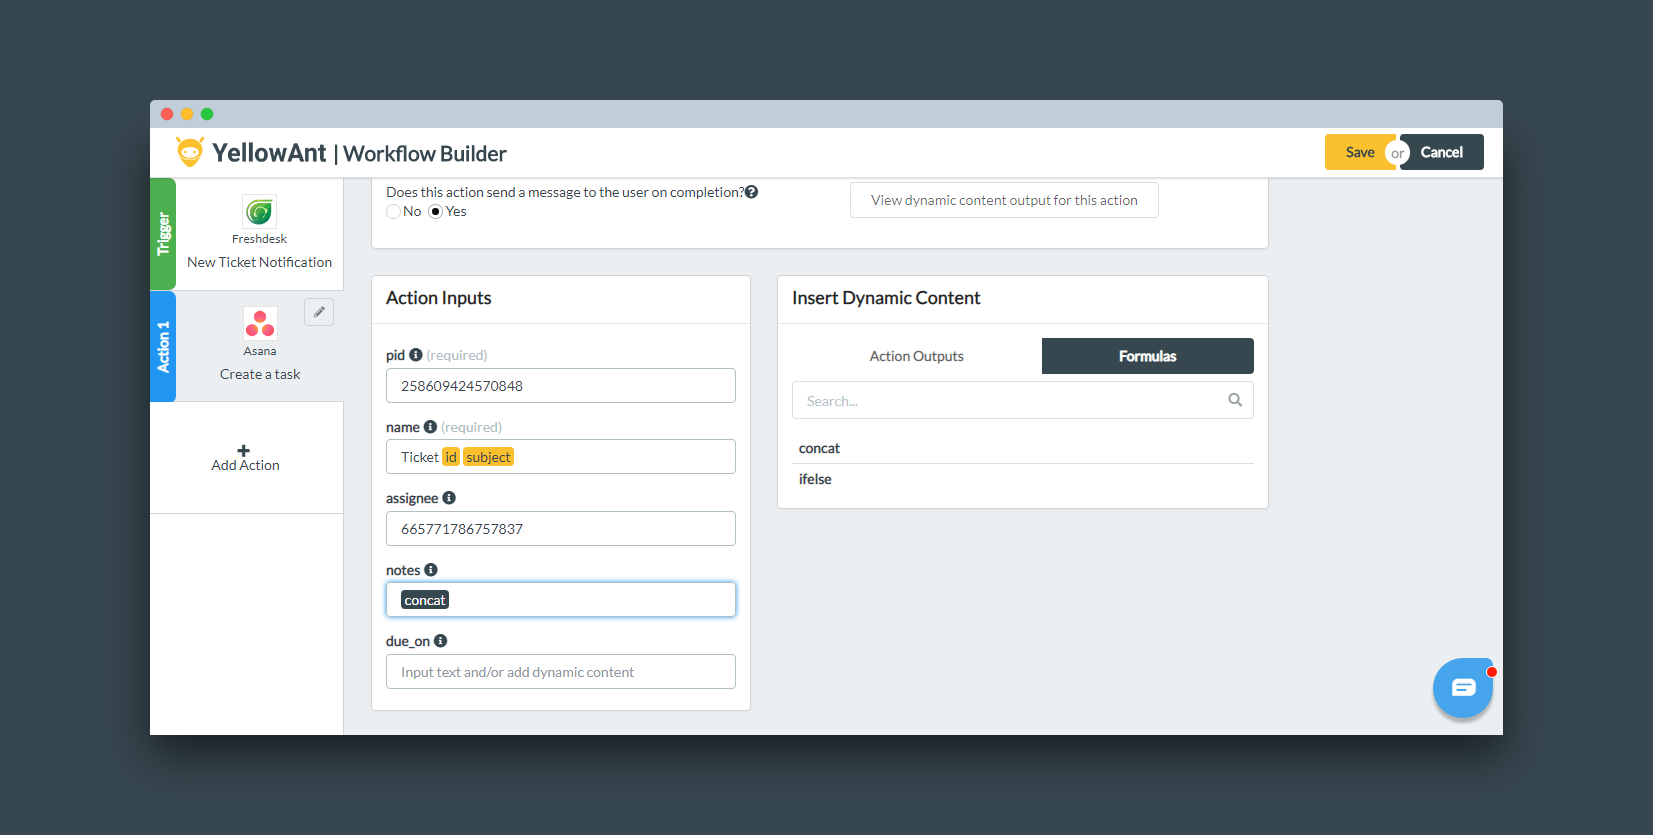 YellowAnt | Workflow Builder
Save or Cancel
Trigger
Freshdesk
New Ticket Notification
Action 1
Asana
Create a task
Add Action
Does this action send a message to the user on completion?
No Yes
View dynamic content output for this action
Action Inputs
pid (required)
258609424570848
name (required)
Ticket id subject
assignee
665771786757837
notes
concat
due_on
Input text and/or add dynamic content
Insert Dynamic Content
Action Outputs Formulas
Search...
concat
ifelse